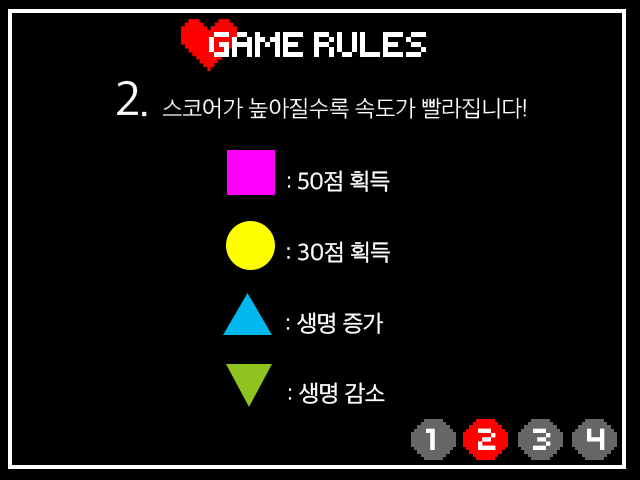 GAME RULES
2. 스코어가 높아질수록 속도가 빨라집니다!
: 50점 획득
: 30점 획득
: 생명 증가
: 생명 감소
1 2 3 4